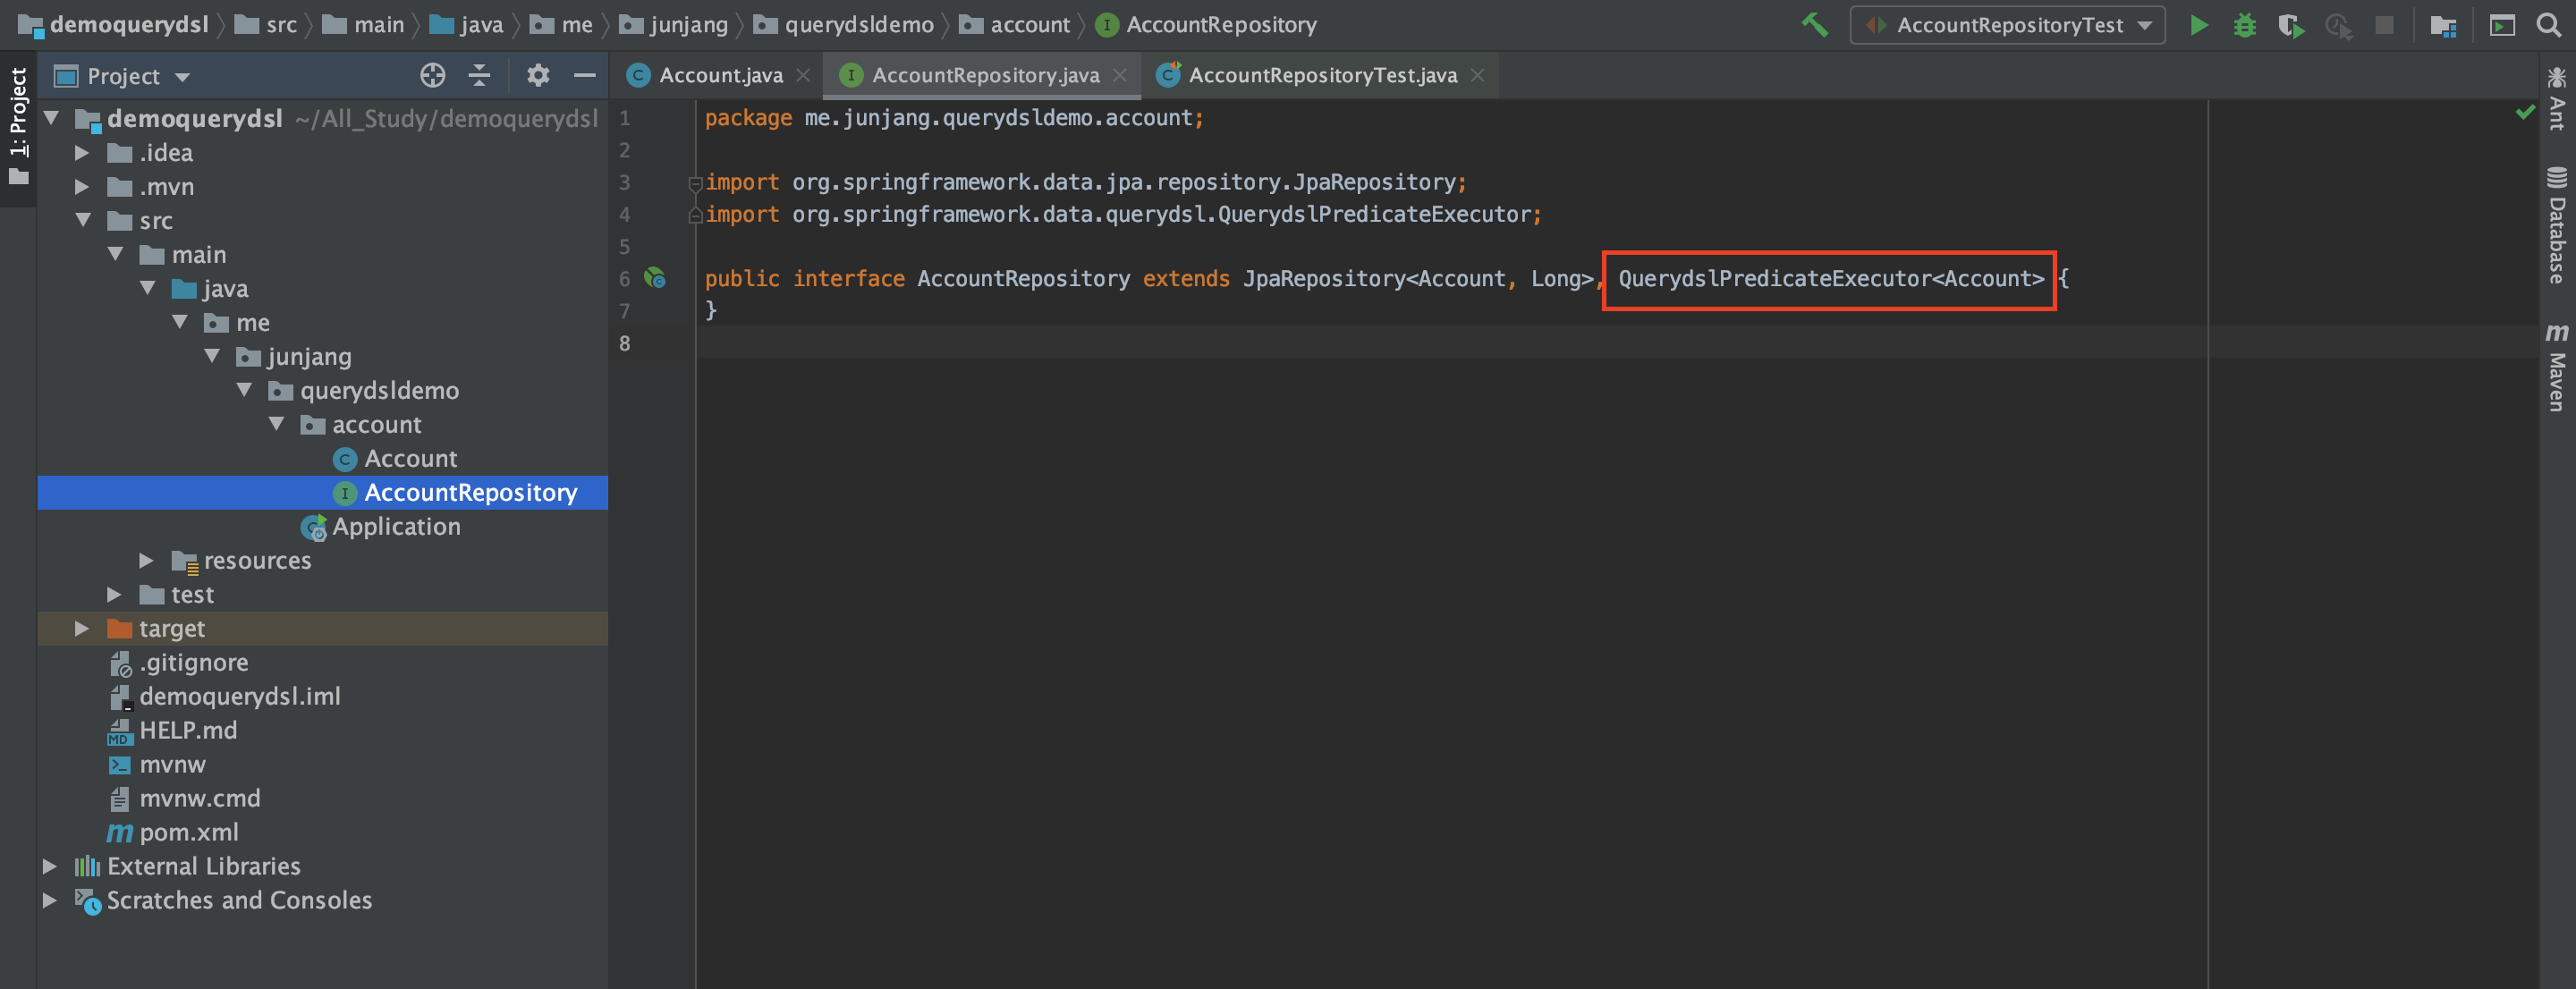 demoquerydsl src main java me junjang querydsldemo account AccountRepository AccountRepositoryTest
1: Project
Project
Account.java AccountRepository.java AccountRepositoryTest.java
demoquerydsl ~/All_Study/demoquerydsl
.idea
.mvn
src
main
java
me
junjang
querydsldemo
account
Account
AccountRepository
Application
resources
test
target
.gitignore
demoquerydsl.iml
HELP.md
mvnw
mvnw.cmd
pom.xml
External Libraries
Scratches and Consoles
1 package me.junjang.querydsldemo.account;
2
3 import org.springframework.data.jpa.repository.JpaRepository;
4 import org.springframework.data.querydsl.QuerydslPredicateExecutor;
5
6 public interface AccountRepository extends JpaRepository<Account, Long>, QuerydslPredicateExecutor<Account> {
7 }
8
Ant
Database
Maven